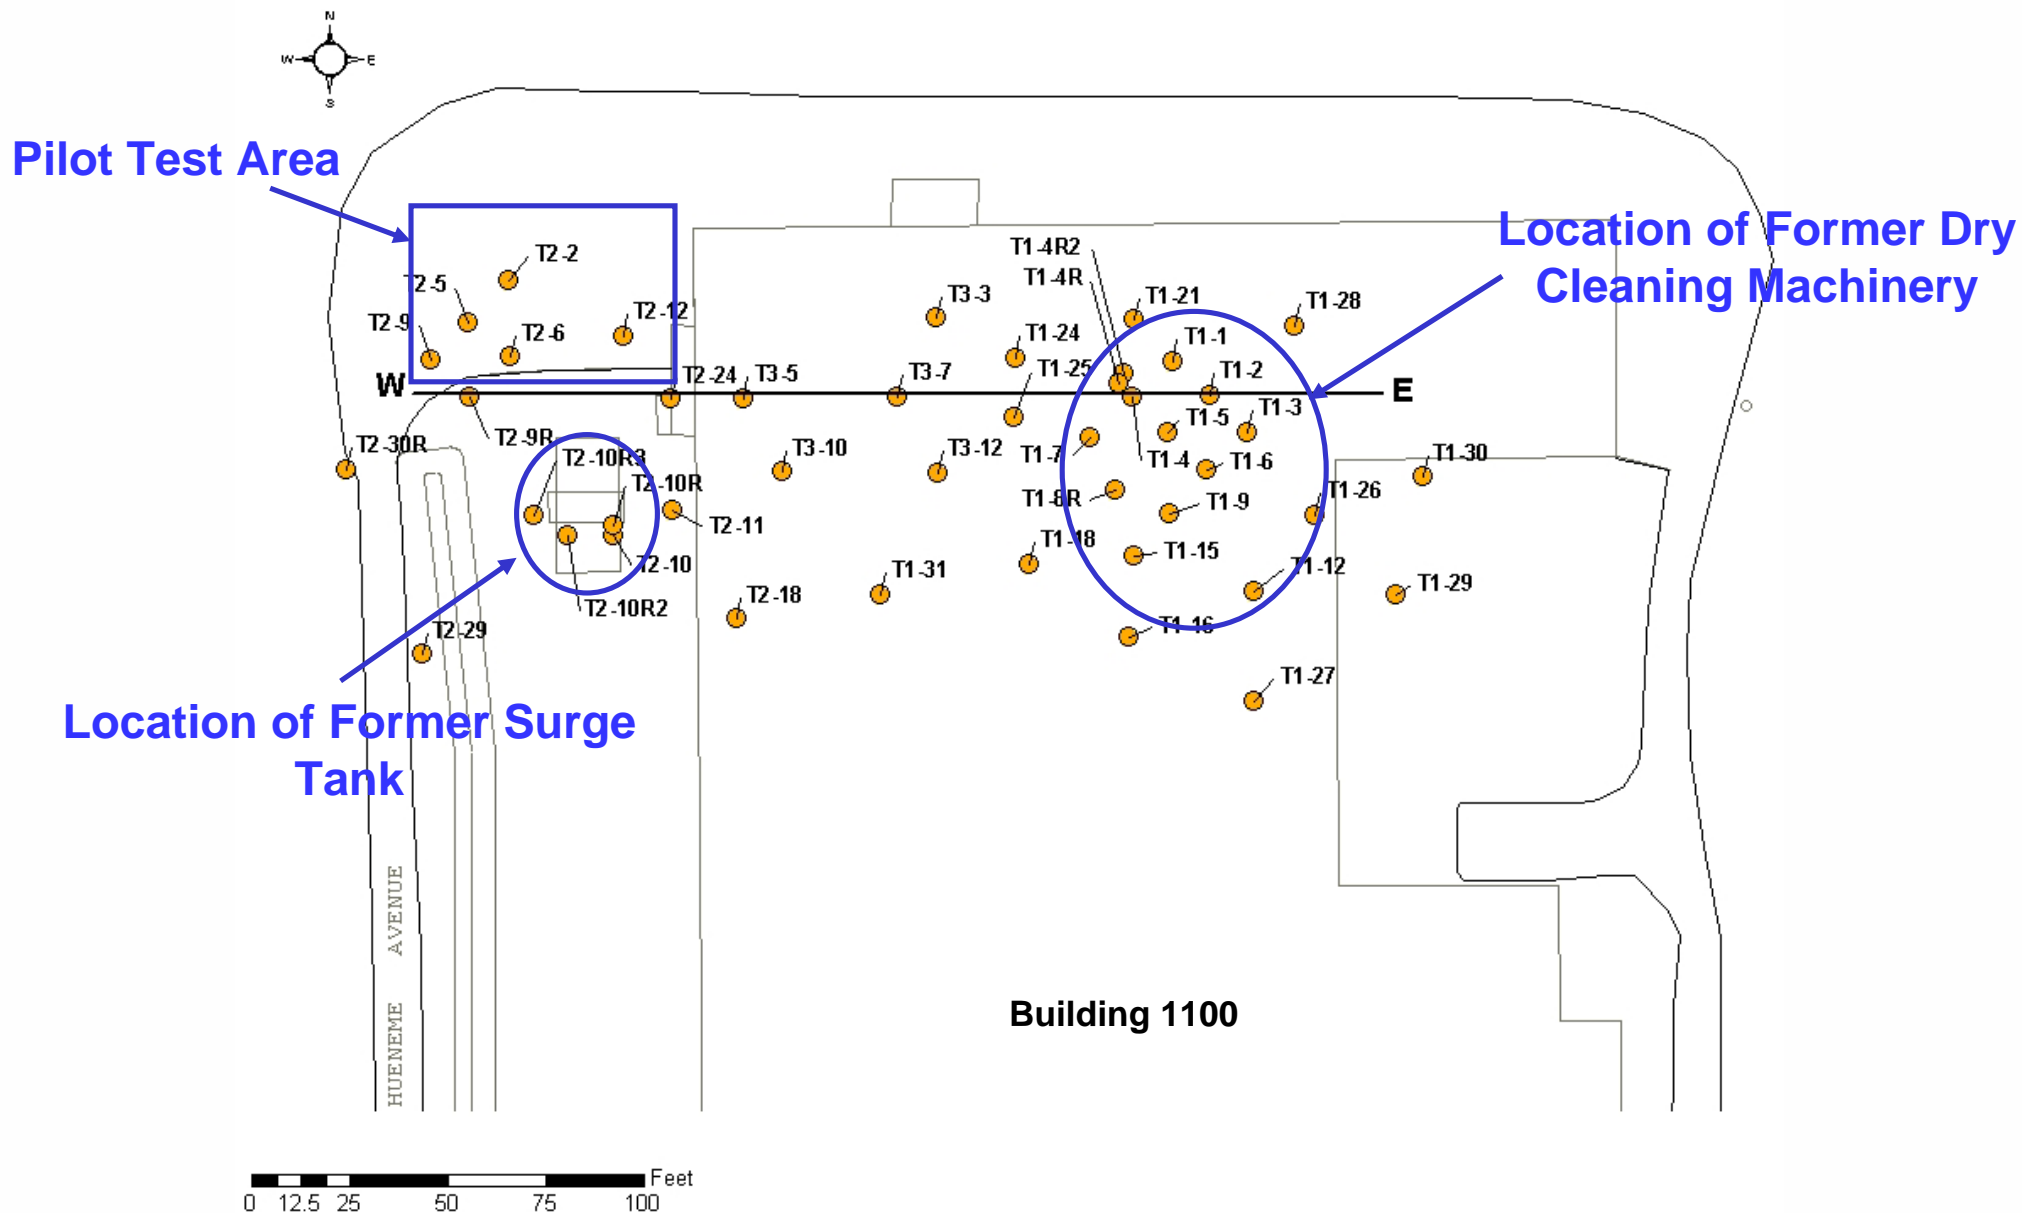 N
W E
S
Pilot Test Area
Location of Former Dry
Cleaning Machinery
T1-4R2
T1-4R
T2-2
T2-5
T3-3
T1-21
T1-28
T2-9
T2-12
T2-6
T1-24
T1-1
T1-25
T1-2
W
T2-24
T3-5
T3-7
E
T1-5
T1-3
T2-30R
T2-9R
T2-10R3
T3-10
T3-12
T1-7
T1-4
T1-6
T1-30
T2-10R
T1-8R
T1-9
T1-26
T2-11
T1-18
T1-15
T2-10
T1-31
T1-12
T1-29
T2-10R2
T2-18
T2-29
T1-16
T1-27
Location of Former Surge
Tank
HUENEME AVENUE
Building 1100
Feet
0 12.5 25 50 75 100